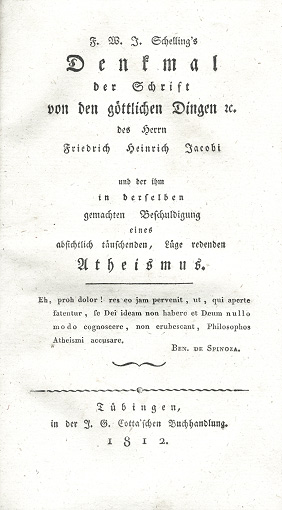 F. W. J. Schelling's
Denkmal
der Schrift
von den göttlichen Dingen ꝛc.
des Herrn
Friedrich Heinrich Jacobi
und der ihm
in derselben
gemachten Beschuldigung
eines
absichtlich täuschenden, Lüge redenden
Atheismus.
Eh, proh dolor! res eo jam pervenit, ut, qui aperte
fatentur, se Dei ideam non habere et Deum nullo
modo cognoscere, non erubescant, Philosophos
Atheismi accusare.
BEN. DE SPINOZA.
Tübingen,
in der J. G. Cotta'schen Buchhandlung.
1812.